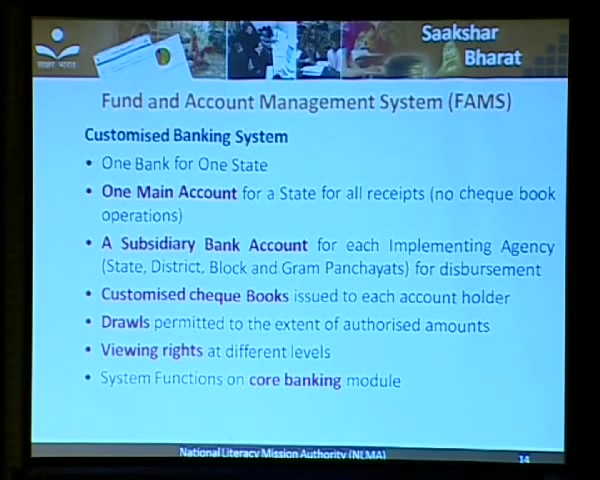 Saakshar
Bharat
साक्षर भारत
Fund and Account Management System (FAMS)
Customised Banking System
• One Bank for One State
• One Main Account for a State for all receipts (no cheque book
operations)
• A Subsidiary Bank Account for each Implementing Agency
(State, District, Block and Gram Panchayats) for disbursement
• Customised cheque Books issued to each account holder
• Drawls permitted to the extent of authorised amounts
• Viewing rights at different levels
• System Functions on core banking module
National Literacy Mission Authority (NLMA)
14